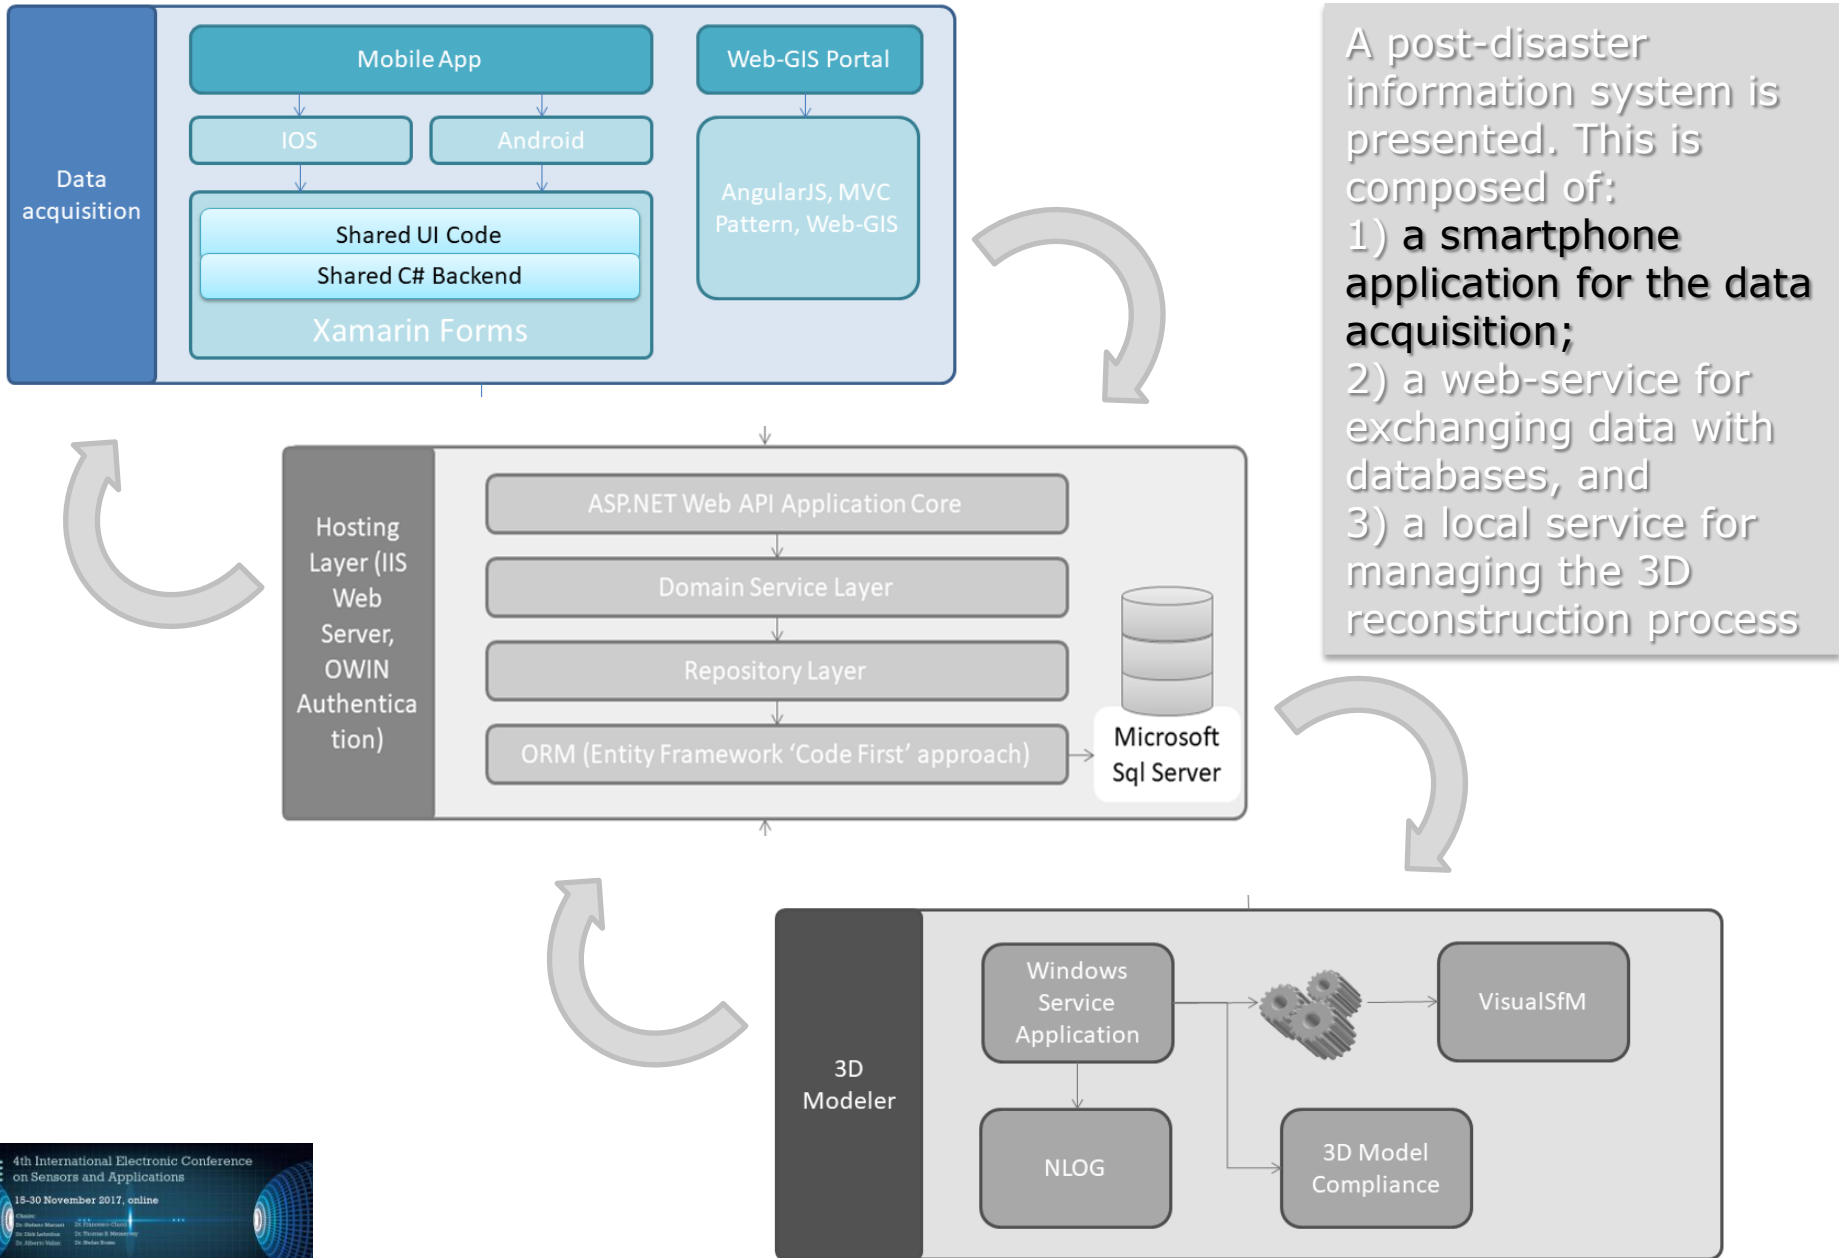 Data
acquisition
Mobile App
Web-GIS Portal
IOS
Android
AngularJS, MVC
Pattern, Web-GIS
Shared UI Code
Shared C# Backend
Xamarin Forms
A post-disaster
information system is
presented. This is
composed of:
1) a smartphone
application for the data
acquisition;
2) a web-service for
exchanging data with
databases, and
3) a local service for
managing the 3D
reconstruction process
Hosting
Layer (IIS
Web
Server,
OWIN
Authentica
tion)
ASP.NET Web API Application Core
Domain Service Layer
Repository Layer
ORM (Entity Framework ‘Code First’ approach)
Microsoft
Sql Server
3D
Modeler
Windows
Service
Application
VisualSfM
NLOG
3D Model
Compliance
4th International Electronic Conference
on Sensors and Applications
15-30 November 2017, online